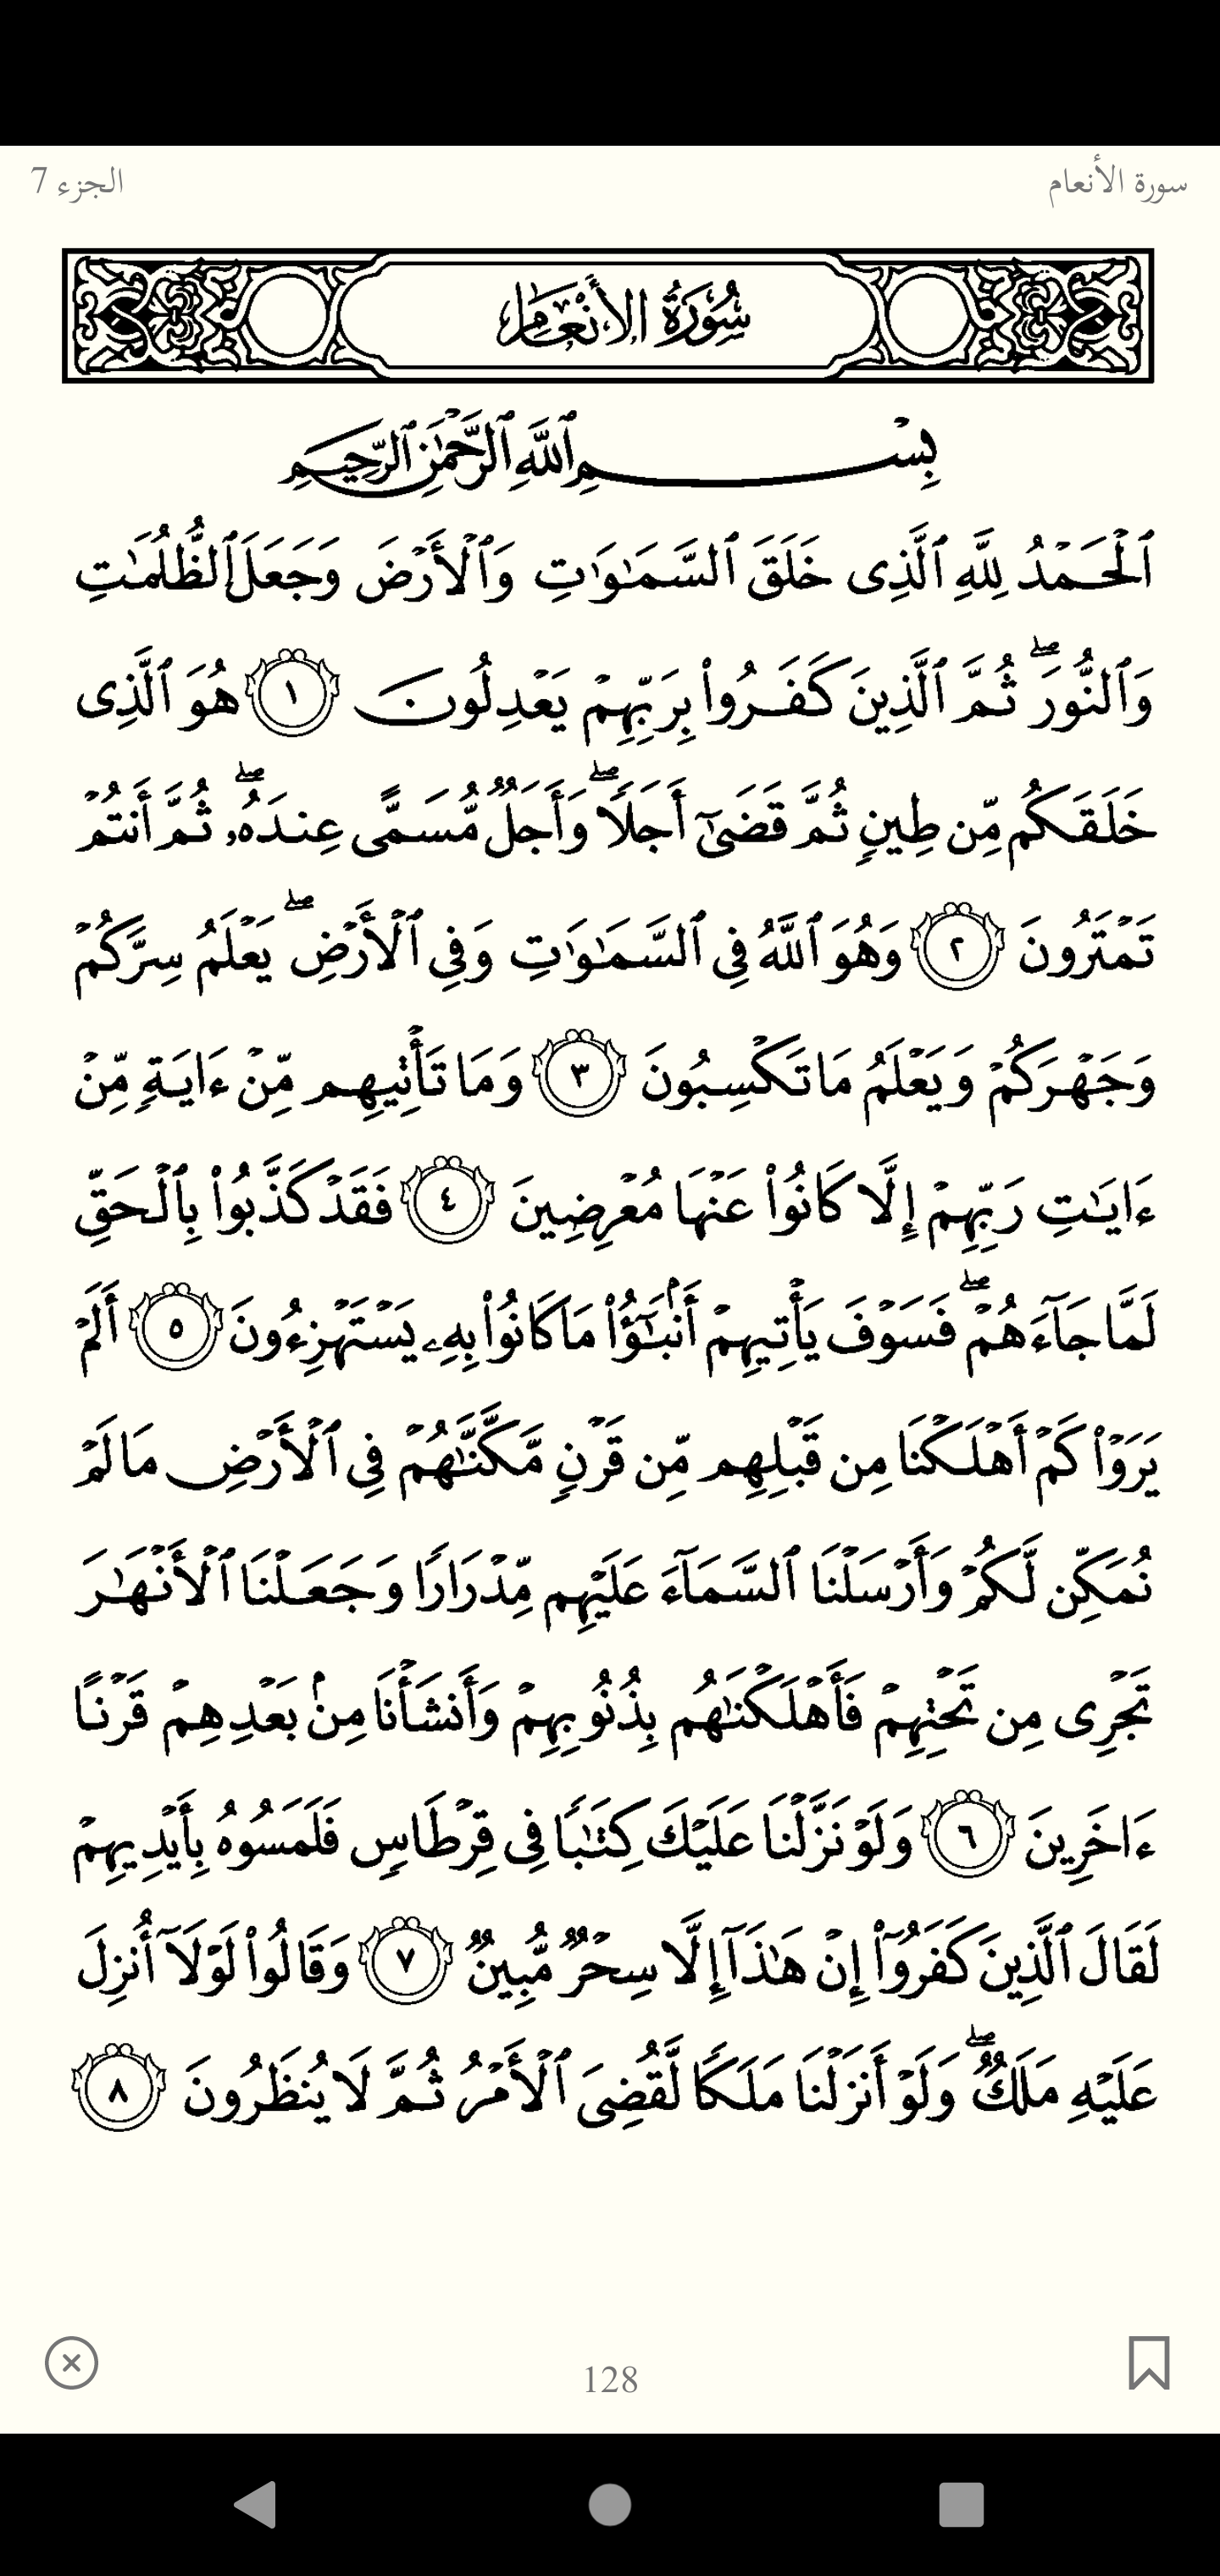 سورة الأنعام
الجزء 7
سُورَةُ الأَنْعَامِ
بِسْمِ ٱللَّهِ ٱلرَّحْمَٰنِ ٱلرَّحِيمِ
ٱلْحَمْدُ لِلَّهِ ٱلَّذِى خَلَقَ ٱلسَّمَٰوَٰتِ وَٱلْأَرْضَ وَجَعَلَ ٱلظُّلُمَٰتِ
وَٱلنُّورَ ۖ ثُمَّ ٱلَّذِينَ كَفَرُوا۟ بِرَبِّهِمْ يَعْدِلُونَ ١ هُوَ ٱلَّذِى
خَلَقَكُم مِّن طِينٍ ثُمَّ قَضَىٰٓ أَجَلًا ۖ وَأَجَلٌ مُّسَمًّى عِندَهُۥ ۖ ثُمَّ أَنتُمْ
تَمْتَرُونَ ٢ وَهُوَ ٱللَّهُ فِى ٱلسَّمَٰوَٰتِ وَفِى ٱلْأَرْضِ ۖ يَعْلَمُ سِرَّكُمْ
وَجَهْرَكُمْ وَيَعْلَمُ مَا تَكْسِبُونَ ٣ وَمَا تَأْتِيهِم مِّنْ ءَايَةٍ مِّنْ
ءَايَٰتِ رَبِّهِمْ إِلَّا كَانُوا۟ عَنْهَا مُعْرِضِينَ ٤ فَقَدْ كَذَّبُوا۟ بِٱلْحَقِّ
لَمَّا جَآءَهُمْ ۖ فَسَوْفَ يَأْتِيهِمْ أَنۢبَٰٓؤُا۟ مَا كَانُوا۟ بِهِۦ يَسْتَهْزِءُونَ ٥ أَلَمْ
يَرَوْا۟ كَمْ أَهْلَكْنَا مِن قَبْلِهِم مِّن قَرْنٍ مَّكَّنَّٰهُمْ فِى ٱلْأَرْضِ مَا لَمْ
نُمَكِّن لَّكُمْ وَأَرْسَلْنَا ٱلسَّمَآءَ عَلَيْهِم مِّدْرَارًا وَجَعَلْنَا ٱلْأَنْهَٰرَ
تَجْرِى مِن تَحْتِهِمْ فَأَهْلَكْنَٰهُم بِذُنُوبِهِمْ وَأَنشَأْنَا مِنۢ بَعْدِهِمْ قَرْنًا
ءَاخَرِينَ ٦ وَلَوْ نَزَّلْنَا عَلَيْكَ كِتَٰبًا فِى قِرْطَاسٍ فَلَمَسُوهُ بِأَيْدِيهِمْ
لَقَالَ ٱلَّذِينَ كَفَرُوٓا۟ إِنْ هَٰذَآ إِلَّا سِحْرٌ مُّبِينٌ ٧ وَقَالُوا۟ لَوْلَآ أُنزِلَ
عَلَيْهِ مَلَكٌ ۖ وَلَوْ أَنزَلْنَا مَلَكًا لَّقُضِىَ ٱلْأَمْرُ ثُمَّ لَا يُنظَرُونَ ٨
128